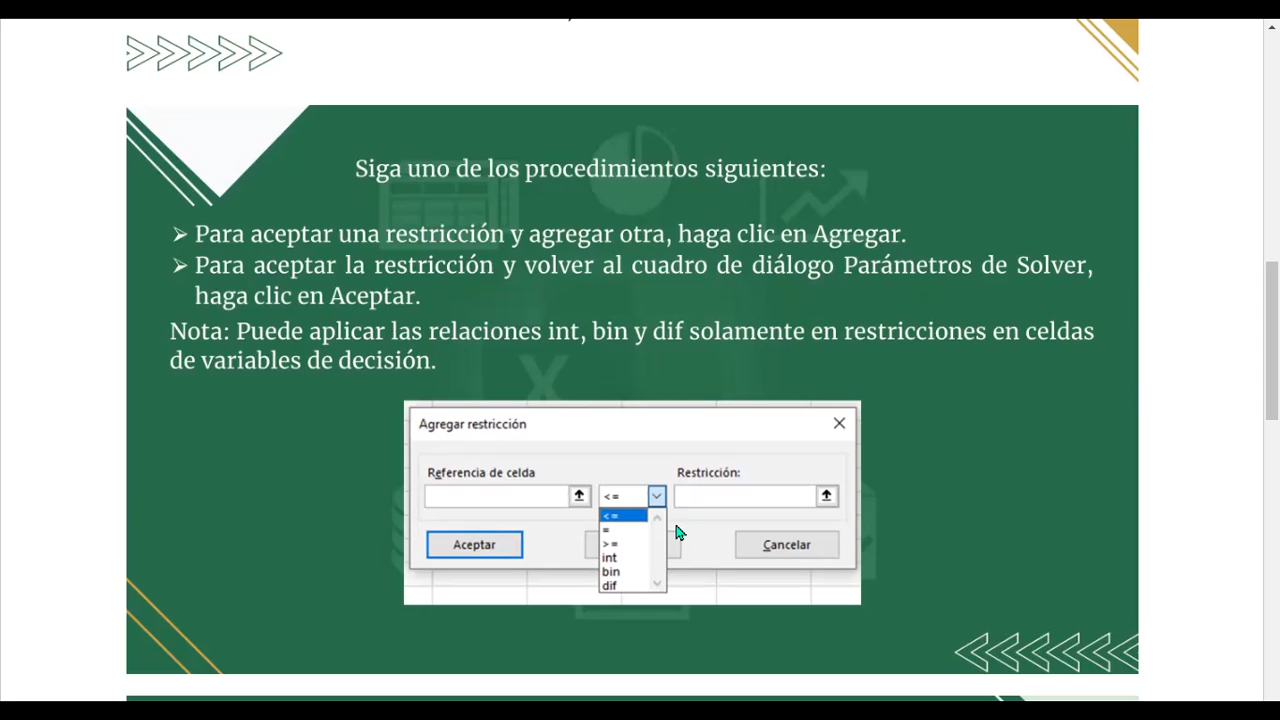 Siga uno de los procedimientos siguientes:
➢ Para aceptar una restricción y agregar otra, haga clic en Agregar.
➢ Para aceptar la restricción y volver al cuadro de diálogo Parámetros de Solver,
haga clic en Aceptar.
Nota: Puede aplicar las relaciones int, bin y dif solamente en restricciones en celdas
de variables de decisión.
Agregar restricción
Referencia de celda
Restricción:
<=
<=
=
>=
int
bin
dif
Aceptar
Cancelar